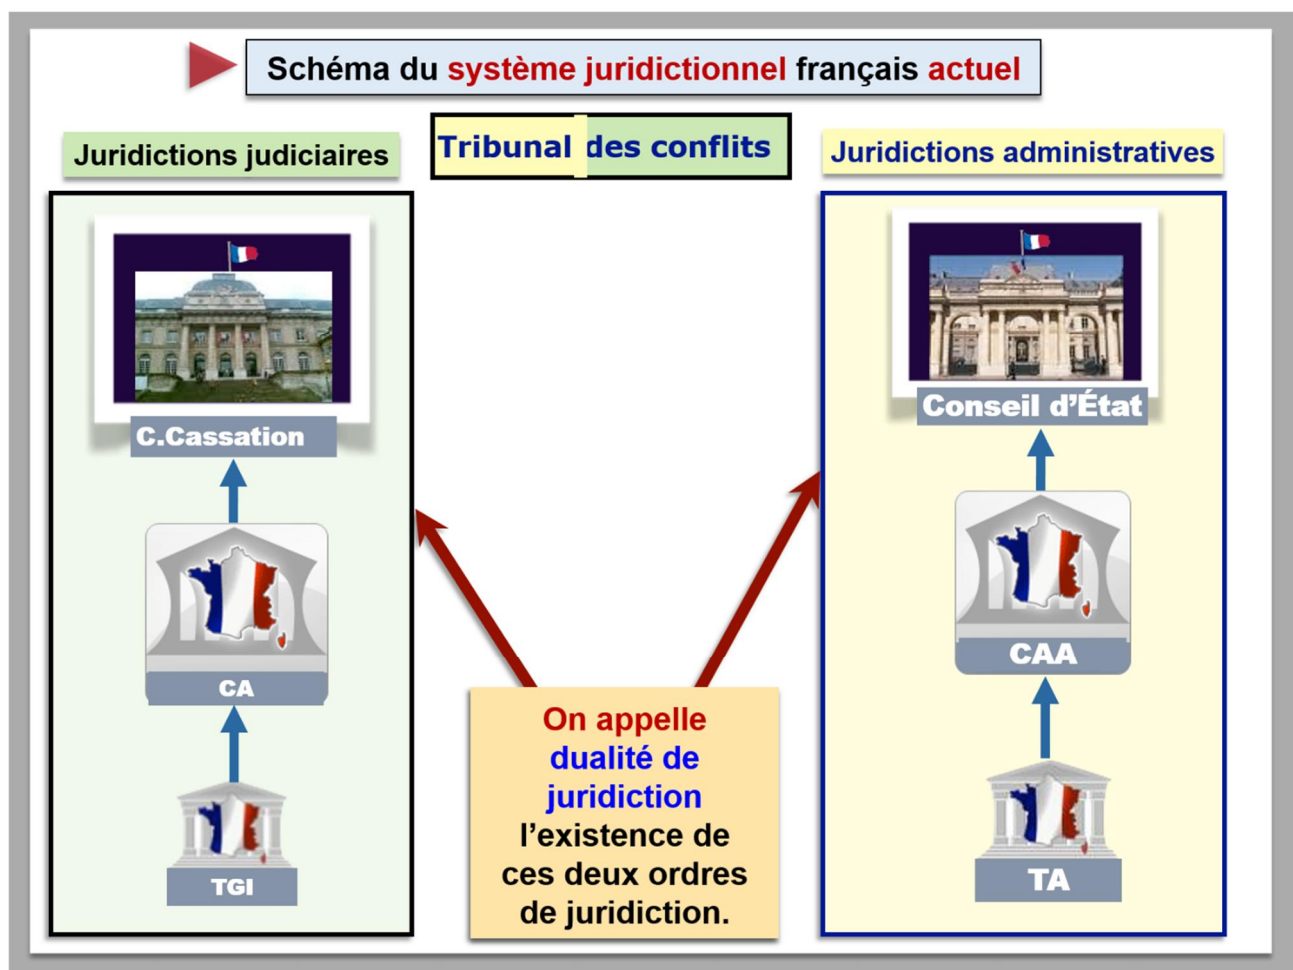 Schéma du système juridictionnel français actuel
Juridictions judiciaires
Tribunal des conflits
Juridictions administratives
C.Cassation
CA
TGI
Conseil d'État
CAA
TA
On appelle
dualité de
juridiction
l'existence de
ces deux ordres
de juridiction.